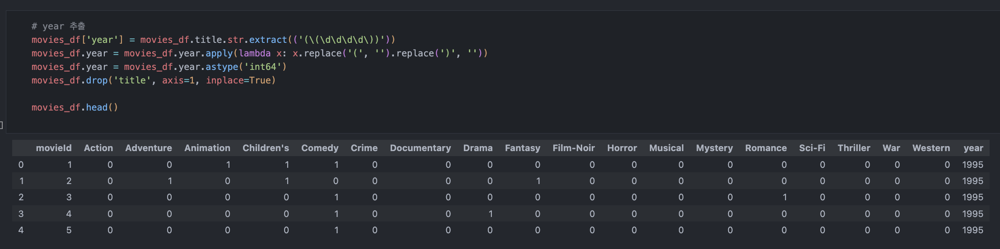 # year 추출
movies_df['year'] = movies_df.title.str.extract(('(\(\d\d\d\d\))'))
movies_df.year = movies_df.year.apply(lambda x: x.replace('(', '').replace(')', ''))
movies_df.year = movies_df.year.astype('int64')
movies_df.drop('title', axis=1, inplace=True)
movies_df.head()
movieId Action Adventure Animation Children's Comedy Crime Documentary Drama Fantasy Film-Noir Horror Musical Mystery Romance Sci-Fi Thriller War Western year
0 1 0 0 1 1 1 0 0 0 0 0 0 0 0 0 0 0 0 0 1995
1 2 0 1 0 1 0 0 0 0 1 0 0 0 0 0 0 0 0 0 1995
2 3 0 0 0 0 1 0 0 0 0 0 0 0 0 1 0 0 0 0 1995
3 4 0 0 0 0 1 0 0 1 0 0 0 0 0 0 0 0 0 0 1995
4 5 0 0 0 0 1 0 0 0 0 0 0 0 0 0 0 0 0 0 1995